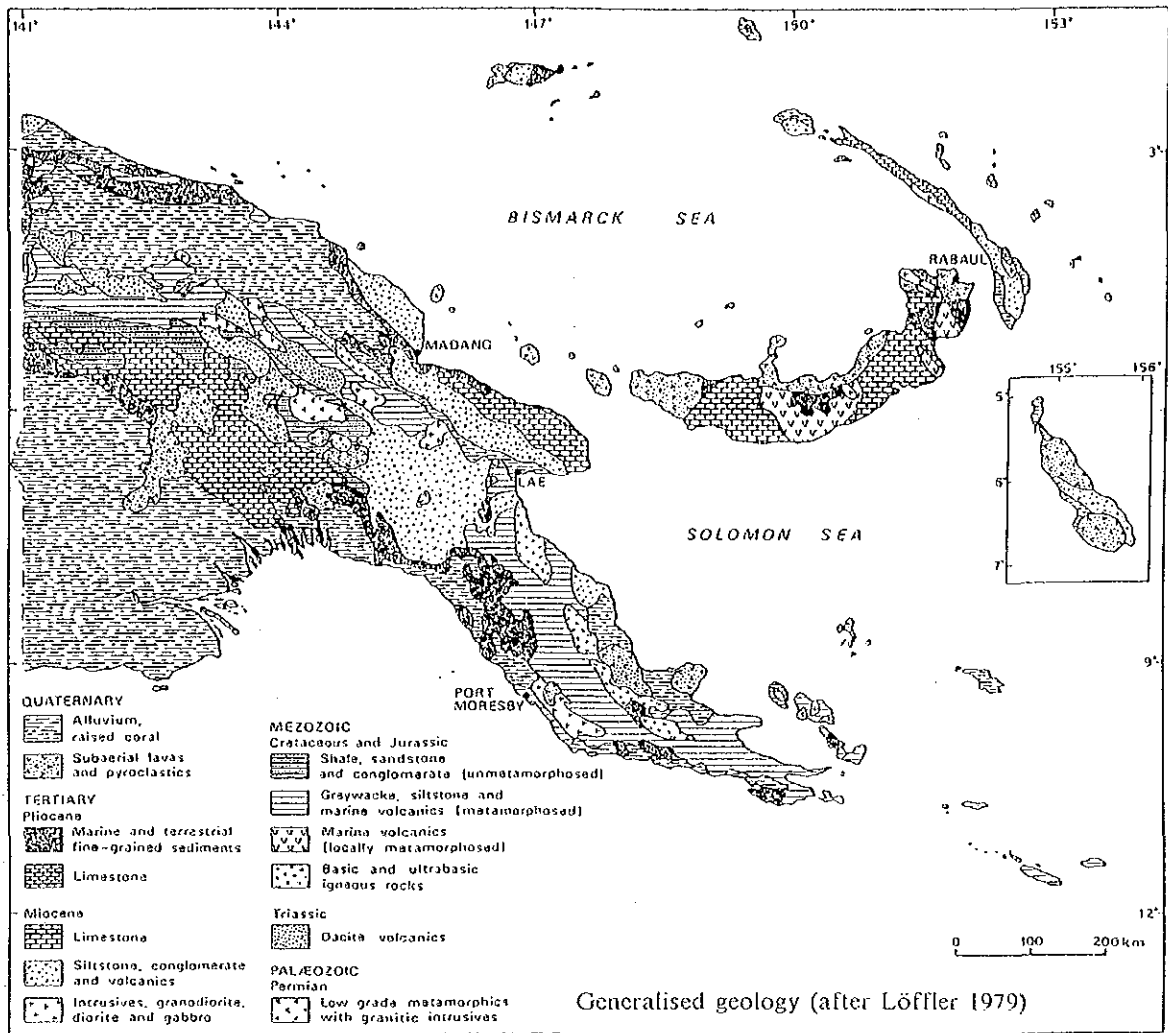 141°
144°
147°
150°
153°
3°
BISMARCK SEA
RABAUL
MADANG
155°
156°
5°
6°
7°
LAE
SOLOMON SEA
9°
PORT
MORESBY
12°
0 100 200 km
QUATERNARY
Alluvium,
raised coral
Subaerial lavas
and pyroclastics
TERTIARY
Pliocene
Marine and terrestrial
fine-grained sediments
Limestone
Miocene
Limestone
Siltstone, conglomerate
and volcanics
Intrusives, granodiorite,
diorite and gabbro
MEZOZOIC
Cretaceous and Jurassic
Shale, sandstone
and conglomerate (unmetamorphosed)
Graywacke, siltstone and
marine volcanics (metamorphosed)
Marine volcanics
(locally metamorphosed)
Basic and ultrabasic
igneous rocks
Triassic
Dacite volcanics
PALÆOZOIC
Permian
Low grade metamorphics
with granitic intrusives
Generalised geology (after Löffler 1979)